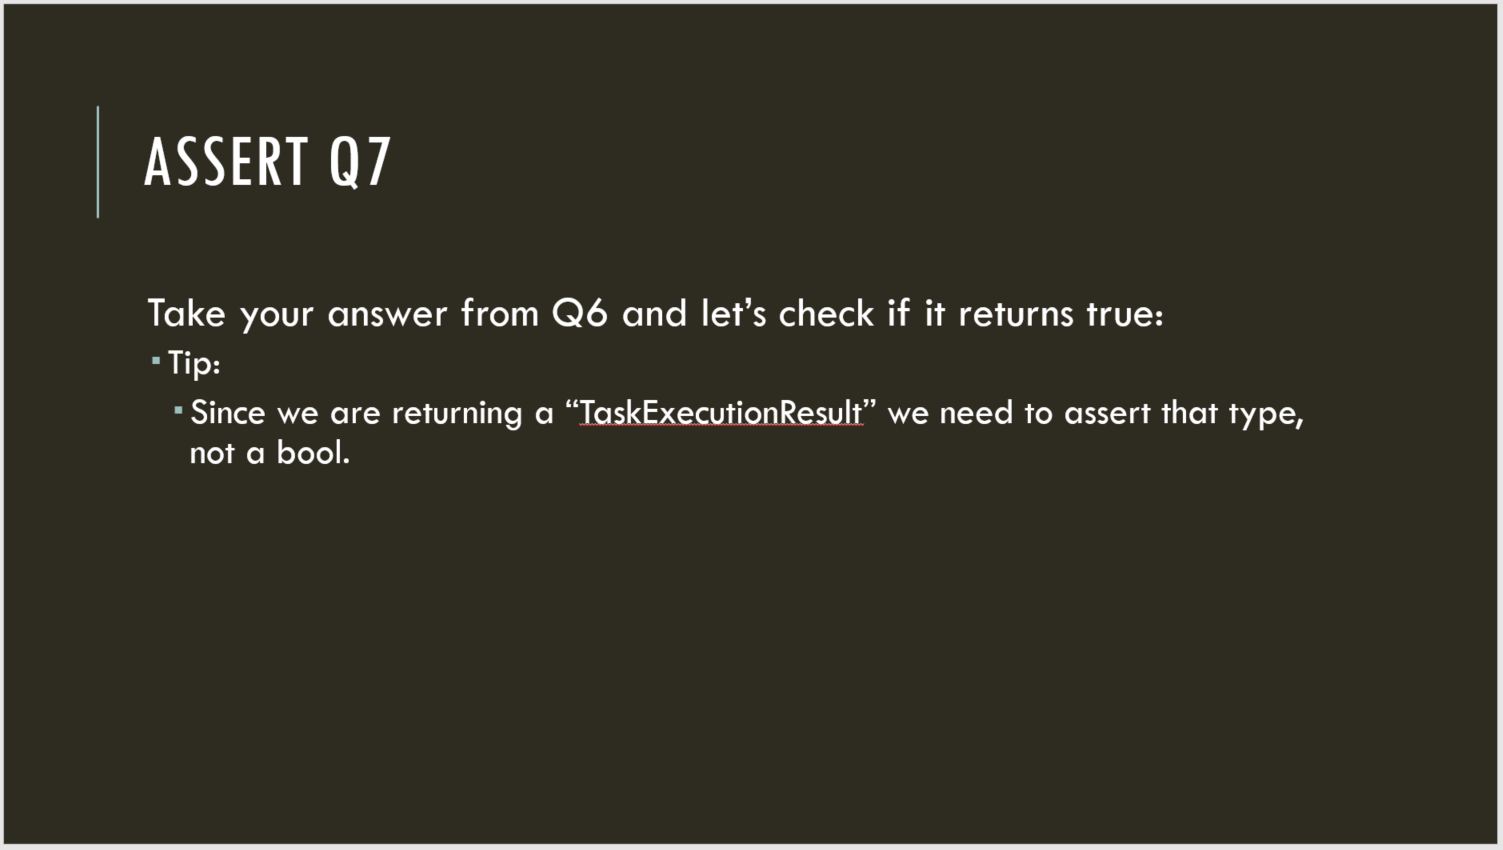 ASSERT Q7
Take your answer from Q6 and let’s check if it returns true:
Tip:
Since we are returning a “TaskExecutionResult” we need to assert that type,
not a bool.